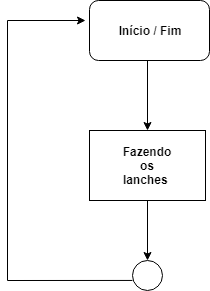 Início / Fim
Fazendo
os
lanches